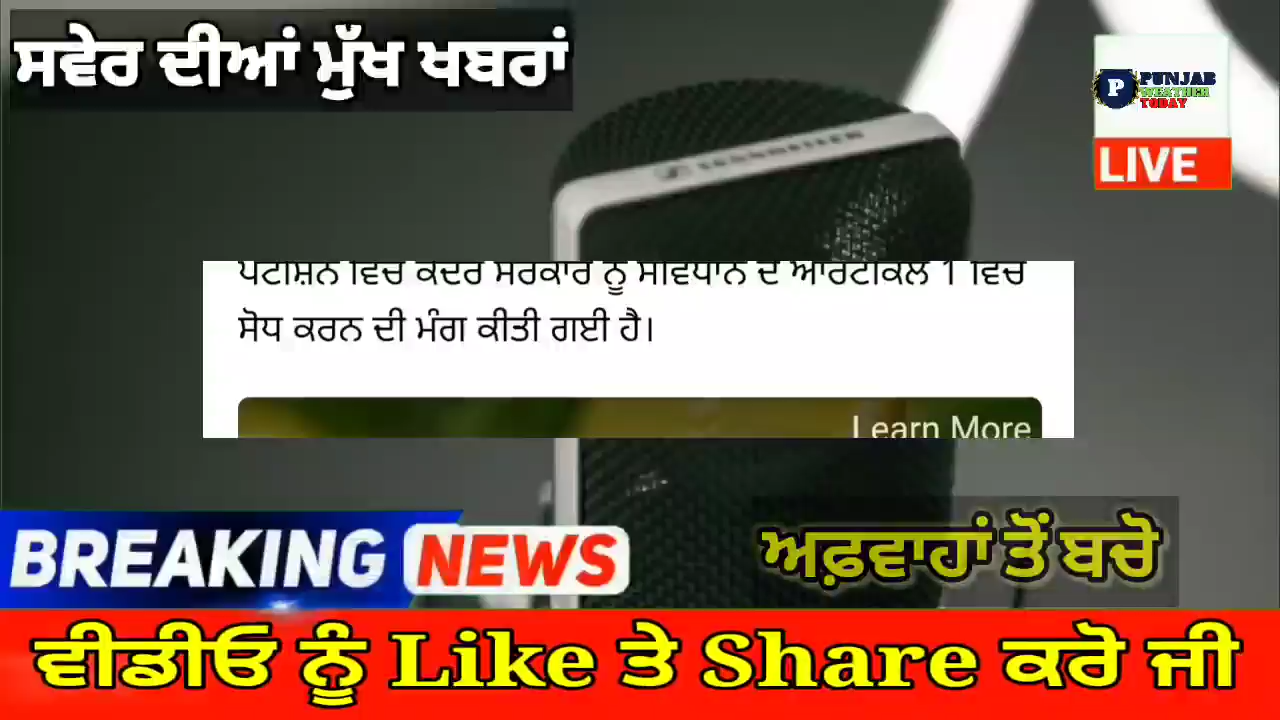 ਸਵੇਰ ਦੀਆਂ ਮੁੱਖ ਖਬਰਾਂ
PUNJAB
WEATHER
TODAY
P
LIVE
SENNHEISER
ਪਟੀਸ਼ਨ ਵਿਚ ਕੇਂਦਰ ਸਰਕਾਰ ਨੂੰ ਸੰਵਿਧਾਨ ਦੇ ਆਰਟੀਕਲ 1 ਵਿਚ
ਸੋਧ ਕਰਨ ਦੀ ਮੰਗ ਕੀਤੀ ਗਈ ਹੈ।
Learn More
BREAKING NEWS
ਅਫ਼ਵਾਹਾਂ ਤੋਂ ਬਚੋ
ਵੀਡੀਓ ਨੂੰ Like ਤੇ Share ਕਰੋ ਜੀ